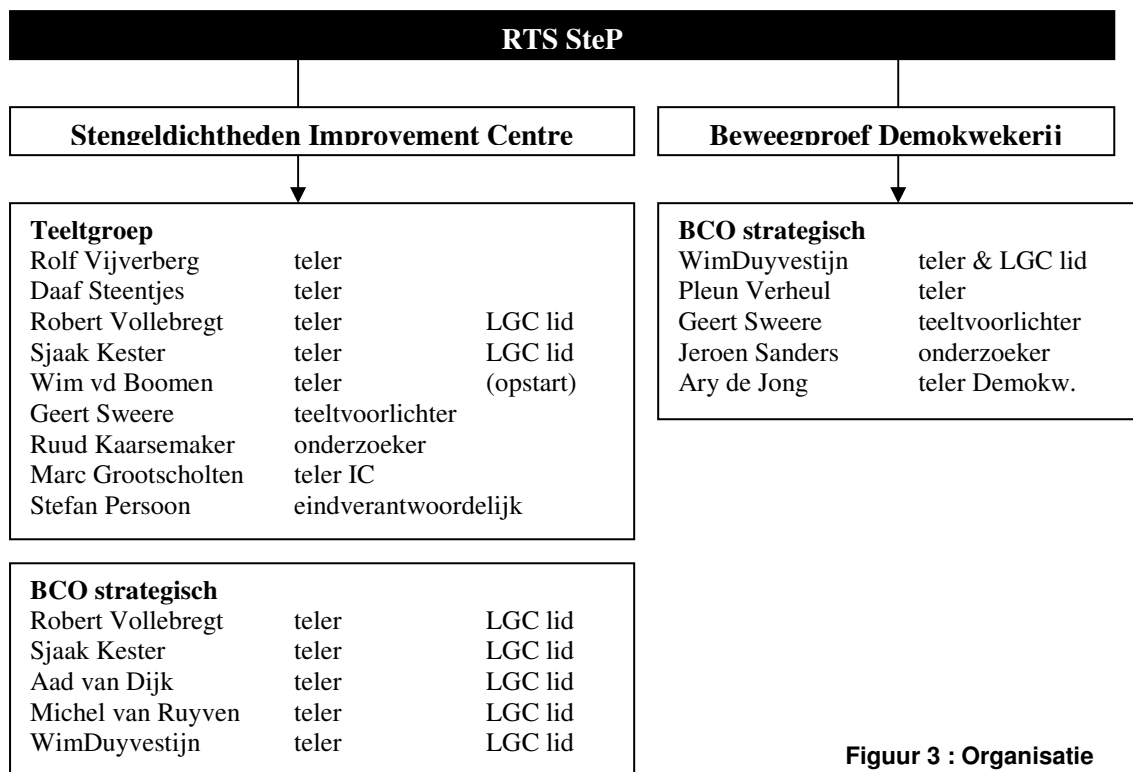 RTS SteP
Stengeldichtheden Improvement Centre
Beweegproef Demokwekerij
Teeltgroep
Rolf Vijverberg teler
Daaf Steentjes teler
Robert Vollebregt teler LGC lid
Sjaak Kester teler LGC lid
Wim vd Boomen teler (opstart)
Geert Sweere teeltvoorlichter
Ruud Kaarsemaker onderzoeker
Marc Grootscholten teler IC
Stefan Persoon eindverantwoordelijk
BCO strategisch
WimDuyvestijn teler & LGC lid
Pleun Verheul teler
Geert Sweere teeltvoorlichter
Jeroen Sanders onderzoeker
Ary de Jong teler Demokw.
BCO strategisch
Robert Vollebregt teler LGC lid
Sjaak Kester teler LGC lid
Aad van Dijk teler LGC lid
Michel van Ruyven teler LGC lid
WimDuyvestijn teler LGC lid
Figuur 3 : Organisatie